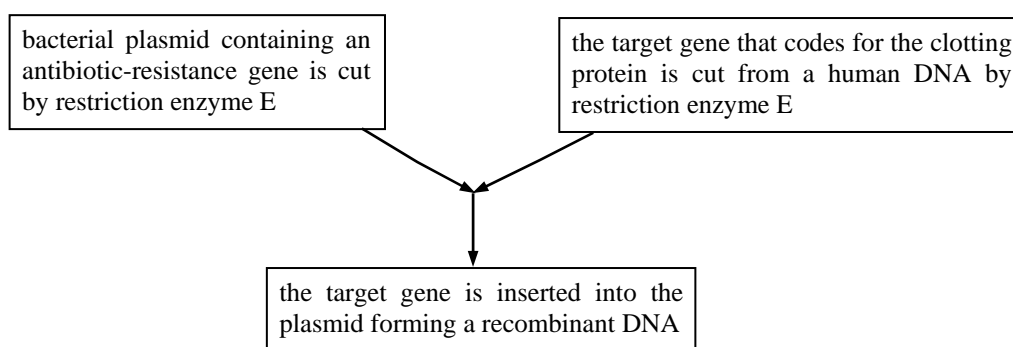 bacterial plasmid containing an
antibiotic-resistance gene is cut
by restriction enzyme E
the target gene that codes for the clotting
protein is cut from a human DNA by
restriction enzyme E
the target gene is inserted into the
plasmid forming a recombinant DNA